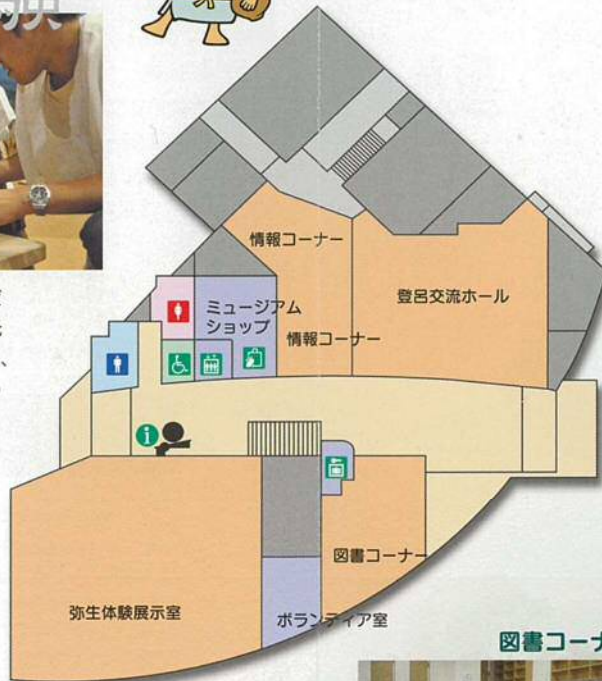 情報コーナー
登呂交流ホール
ミュージアム
ショップ
情報コーナー
i
図書コーナー
弥生体験展示室
ボランティア室
図書コーナ